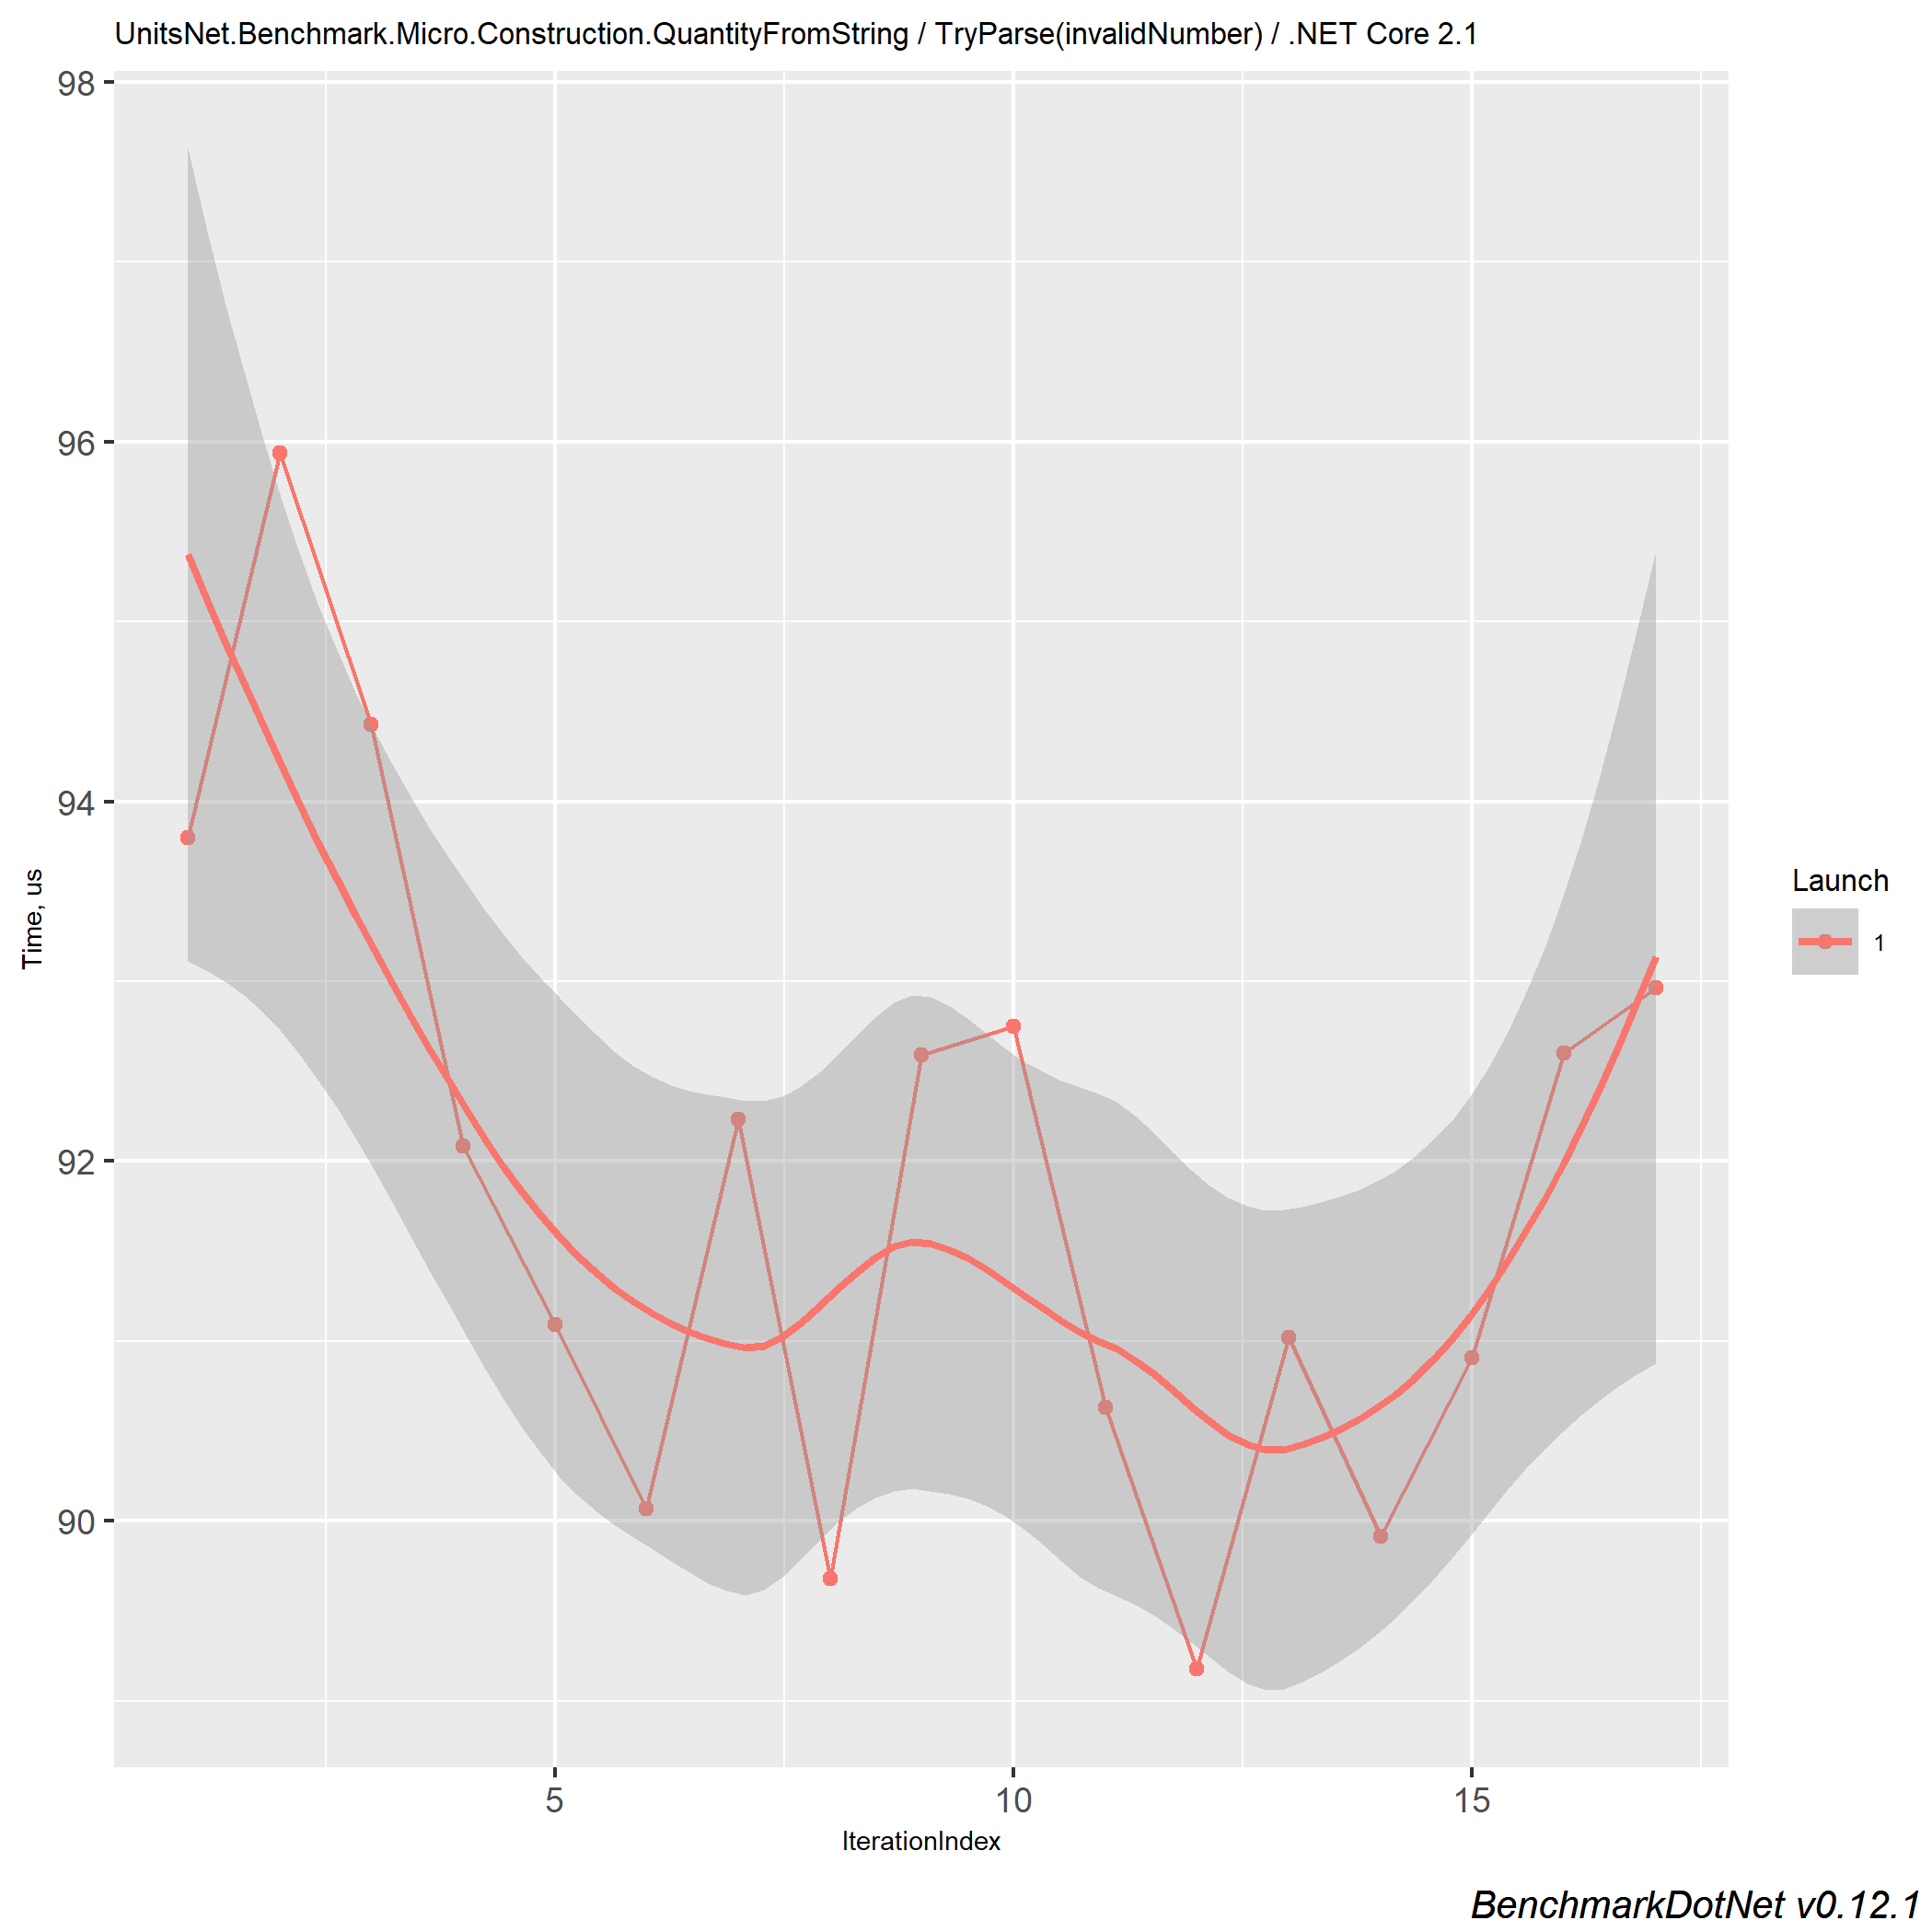 UnitsNet.Benchmark.Micro.Construction.QuantityFromString / TryParse(invalidNumber) / .NET Core 2.1
98
96
94
92
90
Time, us
5
10
15
IterationIndex
Launch
1
BenchmarkDotNet v0.12.1